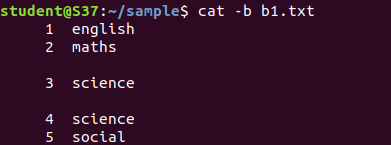 student@S37:~/sample$ cat -b b1.txt
     1  english
     2  maths

     3  science

     4  science
     5  social